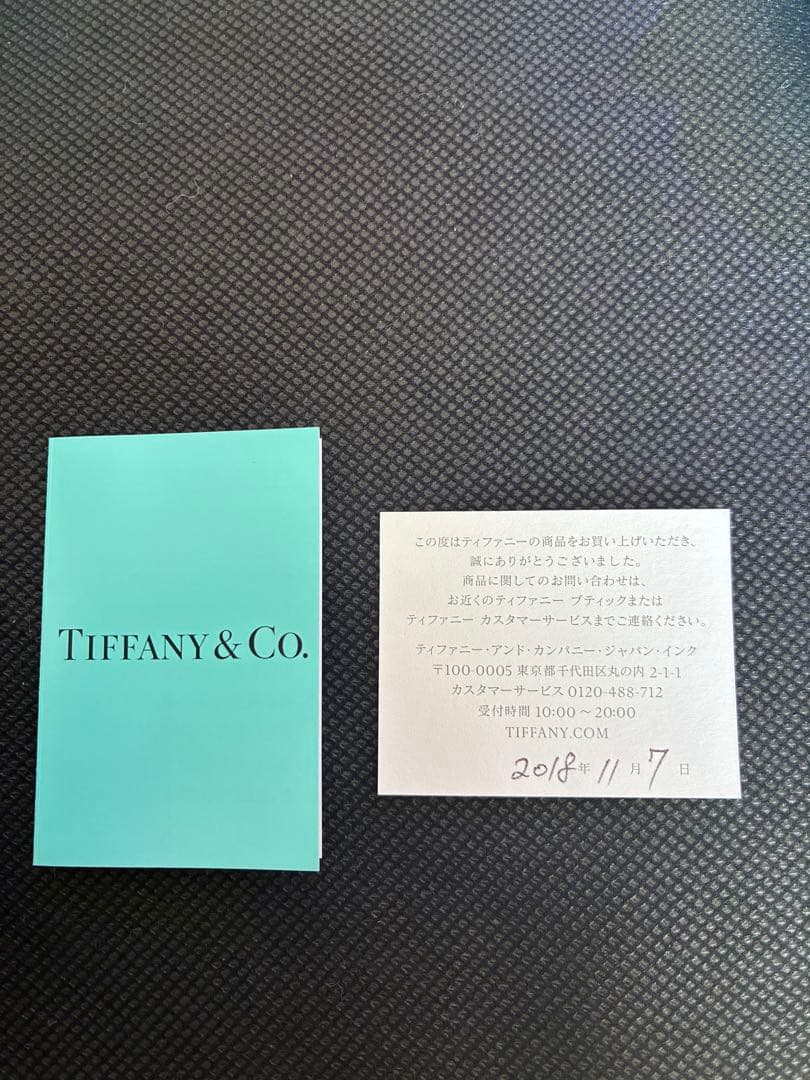 TIFFANY & CO.
この度はティファニーの商品をお買い上げいただき、
誠にありがとうございました。
商品に関してのお問い合わせは、
お近くのティファニー ブティックまたは
ティファニー カスタマーサービスまでご連絡ください。
ティファニー・アンド・カンパニー・ジャパン・インク
〒100-0005 東京都千代田区丸の内 2-1-1
カスタマーサービス 0120-488-712
受付時間 10:00 ～ 20:00
TIFFANY.COM
2018年 11月 7日